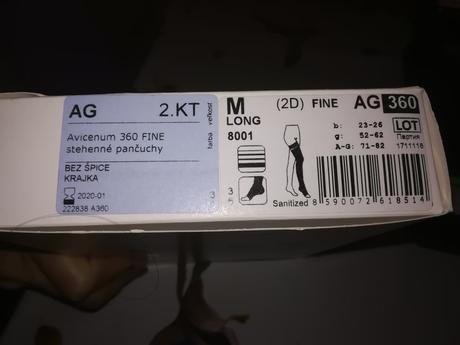 AG 2.KT
Avicenum 360 FINE
stehenné pančuchy
BEZ ŠPICE
KRAJKA
2020-01
222838 A360
farba veľkosť
3
M
LONG
8001
(2D) FINE
AG 360
b: 23-26
g: 52-62
A-G: 71-82
LOT
Партия
1711116
Sanitized
8 590072 618514